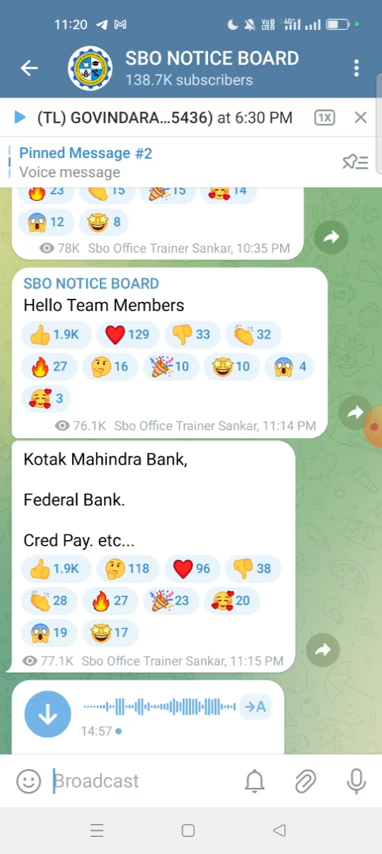 11:20
SBO NOTICE BOARD
138.7K subscribers
(TL) GOVINDARA...5436) at 6:30 PM 1X
Pinned Message #2
Voice message
23 15 15 14
12 8
78K Sbo Office Trainer Sankar, 10:35 PM
SBO NOTICE BOARD
Hello Team Members
1.9K 129 33 32
27 16 10 10 4
3
76.1K Sbo Office Trainer Sankar, 11:14 PM
Kotak Mahindra Bank,
Federal Bank.
Cred Pay. etc...
1.9K 118 96 38
28 27 23 20
19 17
77.1K Sbo Office Trainer Sankar, 11:15 PM
→A
14:57
Broadcast